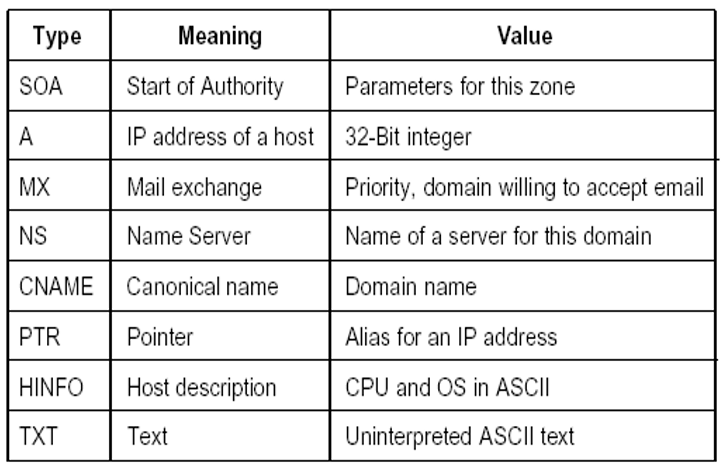 Type Meaning Value
SOA Start of Authority Parameters for this zone
A IP address of a host 32-Bit integer
MX Mail exchange Priority, domain willing to accept email
NS Name Server Name of a server for this domain
CNAME Canonical name Domain name
PTR Pointer Alias for an IP address
HINFO Host description CPU and OS in ASCII
TXT Text Uninterpreted ASCII text